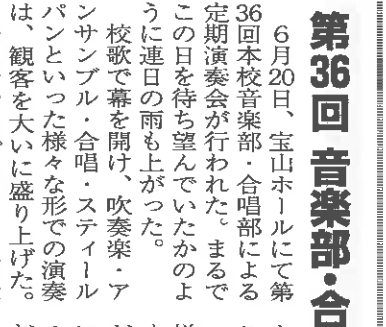 第36回 音楽部・合
　6月20日、宝山ホールにて第
36回本校音楽部・合唱部による
定期演奏会が行われた。まるで
この日を待ち望んでいたかのよ
うに連日の雨も上がった。
　校歌で幕を開け、吹奏楽・ア
ンサンブル・合唱・スティール
パンといった様々な形での演奏
は、観客を大いに盛り上げた。